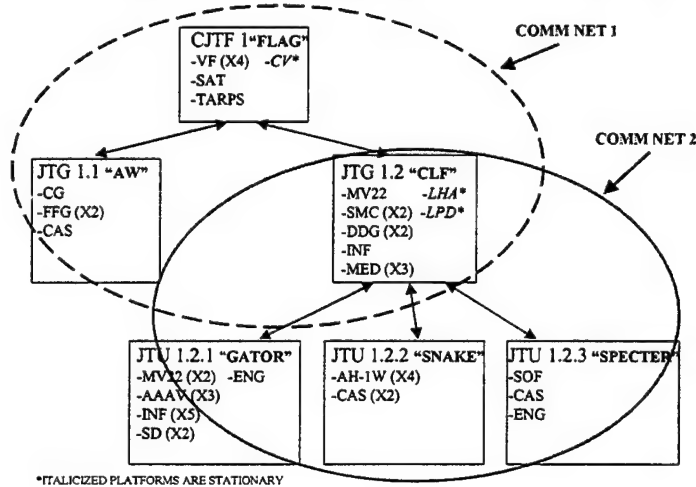 COMM NET 1
CJTF 1 "FLAG"
-VF (X4) -CV*
-SAT
-TARPS
COMM NET 2
JTG 1.1 "AW"
-CG
-FFG (X2)
-CAS
JTG 1.2 "CLF"
-MV22 -LHA*
-SMC (X2) -LPD*
-DDG (X2)
-INF
-MED (X3)
JTU 1.2.1 "GATOR"
-MV22 (X2) -ENG
-AAAV (X3)
-INF (X5)
-SD (X2)
JTU 1.2.2 "SNAKE"
-AH-1W (X4)
-CAS (X2)
JTU 1.2.3 "SPECTER"
-SOF
-CAS
-ENG
*ITALICIZED PLATFORMS ARE STATIONARY